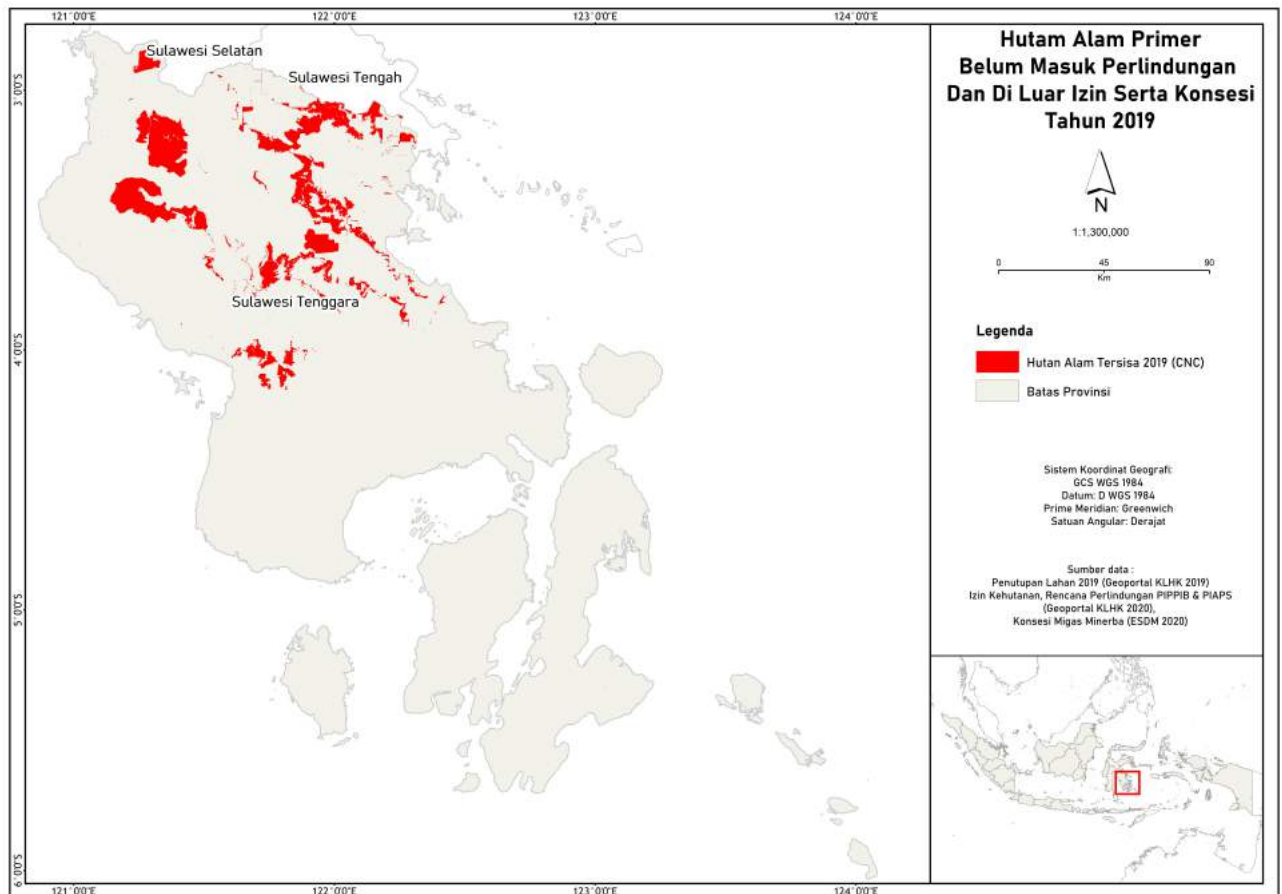 121°0'0"E
122°0'0"E
123°0'0"E
124°0'0"E
3°0'0"S
4°0'0"S
5°0'0"S
6°0'0"S
Sulawesi Selatan
Sulawesi Tengah
Sulawesi Tenggara
121°0'0"E
122°0'0"E
123°0'0"E
124°0'0"E
Hutam Alam Primer
Belum Masuk Perlindungan
Dan Di Luar Izin Serta Konsesi
Tahun 2019
N
1:1,300,000
0
45
90
Km
Legenda
Hutan Alam Tersisa 2019 (CNC)
Batas Provinsi
Sistem Koordinat Geografi:
GCS WGS 1984
Datum: D WGS 1984
Prime Meridian: Greenwich
Satuan Angular: Derajat
Sumber data :
Penutupan Lahan 2019 (Geoportal KLHK 2019)
Izin Kehutanan, Rencana Perlindungan PIPPIB & PIAPS
(Geoportal KLHK 2020),
Konsesi Migas Minerba (ESDM 2020)